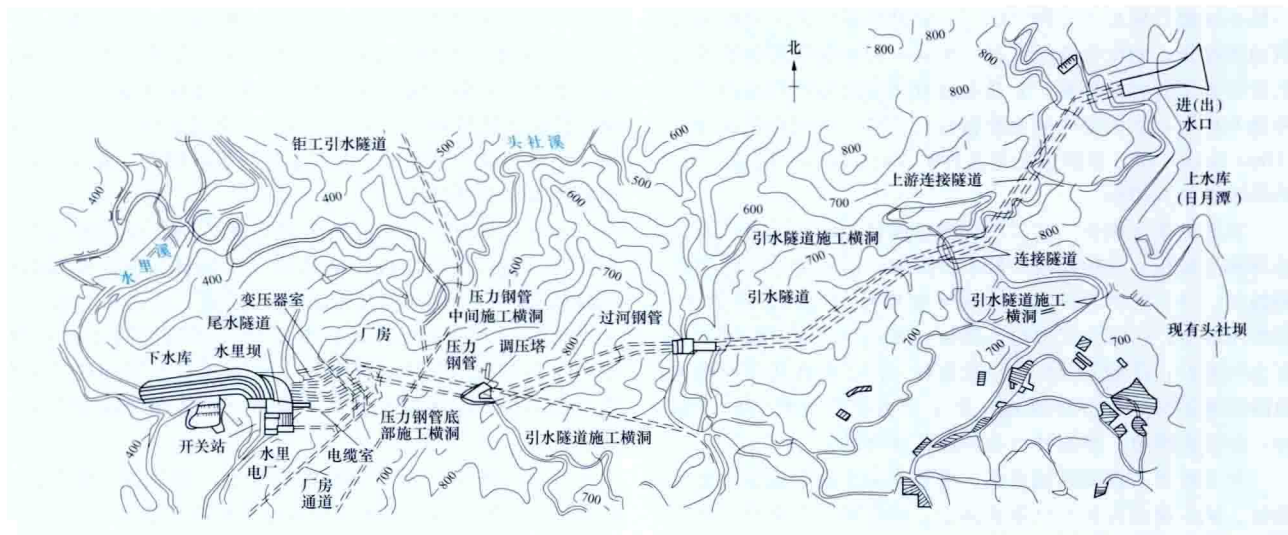 800
800
800
800
北
800
进(出)
水口
钜工引水隧道
500
头社溪
600
800
500
上水库
(日月潭)
400
400
上游连接隧道
700
600
引水隧道施工横洞
800
水里溪
400
变压器室
500
压力钢管
中间施工横洞
700
700
引水隧道
连接隧道
引水隧道施工
横洞
尾水隧道
厂房
过河钢管
现有头社坝
下水库
水里坝
压力
钢管
调压塔
800
700
700
700
压力钢管底
部施工横洞
引水隧道施工横洞
开关站
400
水里
电厂
电缆室
厂房
通道
700
800
700